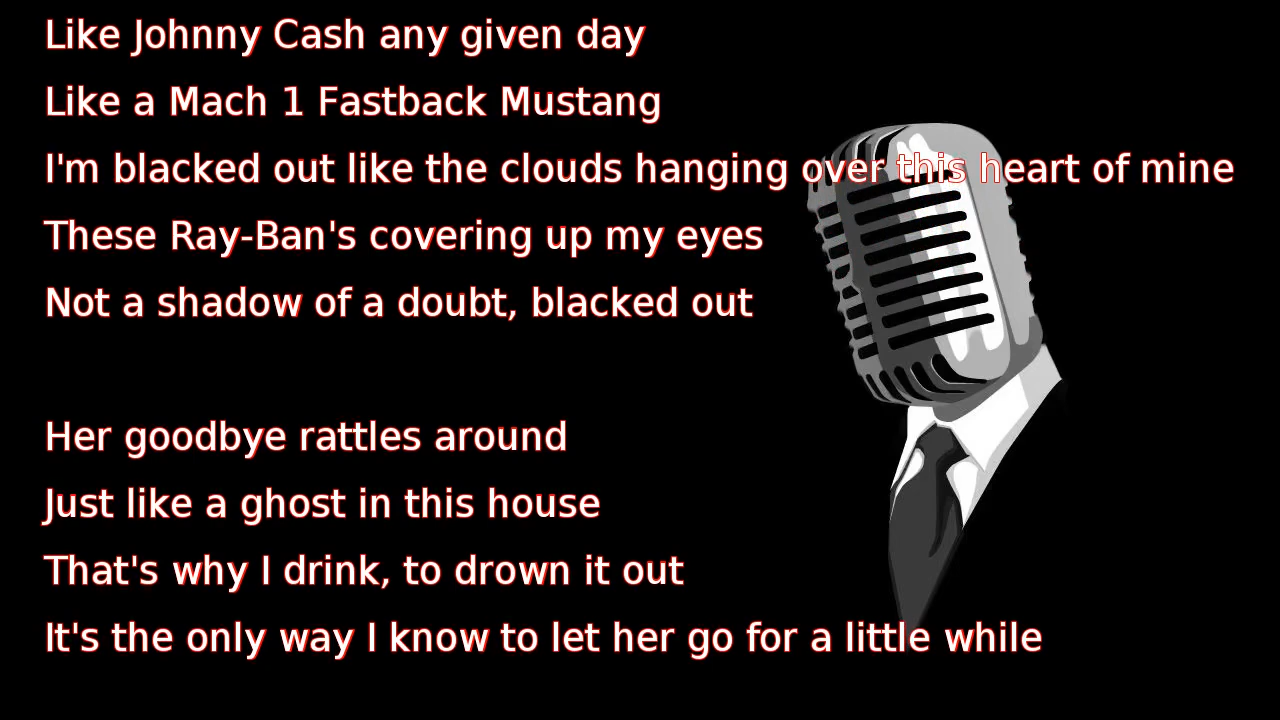 Like Johnny Cash any given day
Like a Mach 1 Fastback Mustang
I'm blacked out like the clouds hanging over this heart of mine
These Ray-Ban's covering up my eyes
Not a shadow of a doubt, blacked out
Her goodbye rattles around
Just like a ghost in this house
That's why I drink, to drown it out
It's the only way I know to let her go for a little while